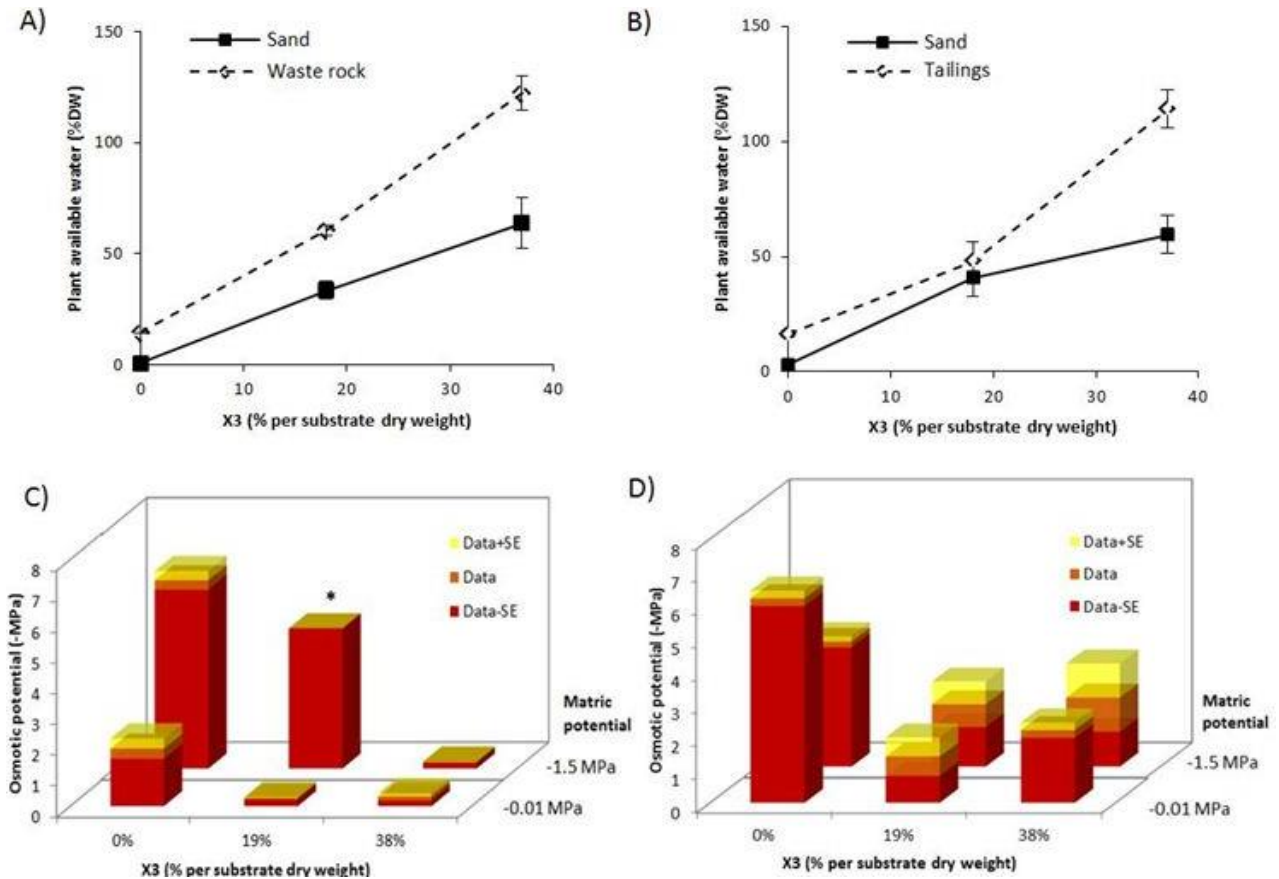 A)
Sand
Waste rock
Plant available water (%DW)
150
100
50
0
0 10 20 30 40
X3 (% per substrate dry weight)
B)
Sand
Tailings
Plant available water (%DW)
150
100
50
0
0 10 20 30 40
X3 (% per substrate dry weight)
C)
Data+SE
Data
Data-SE
*
Osmotic potential (-MPa)
8
7
6
5
4
3
2
1
0
0% 19% 38%
X3 (% per substrate dry weight)
Matric
potential
-1.5 MPa
-0.01 MPa
D)
Data+SE
Data
Data-SE
Osmotic potential (-MPa)
8
7
6
5
4
3
2
1
0
0% 19% 38%
X3 (% per substrate dry weight)
Matric
potential
-1.5 MPa
-0.01 MPa